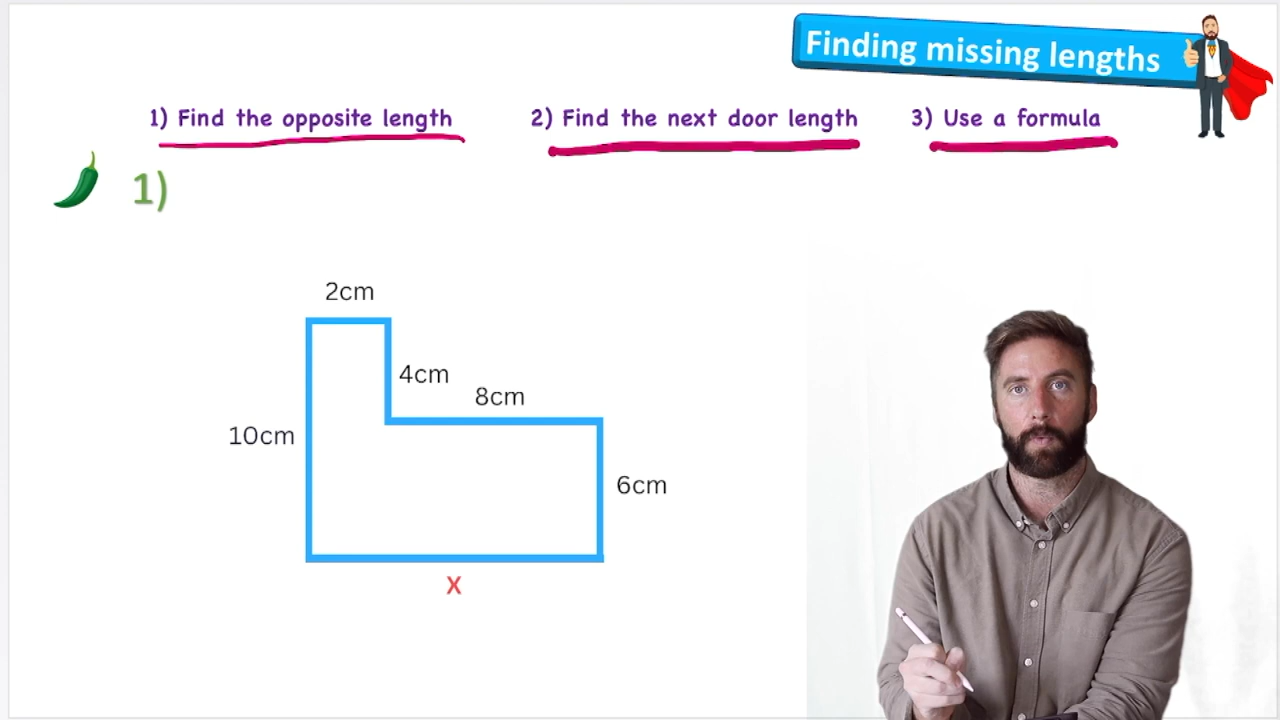 Finding missing lengths
1) Find the opposite length
2) Find the next door length
3) Use a formula
1)
2cm
4cm
8cm
10cm
6cm
x